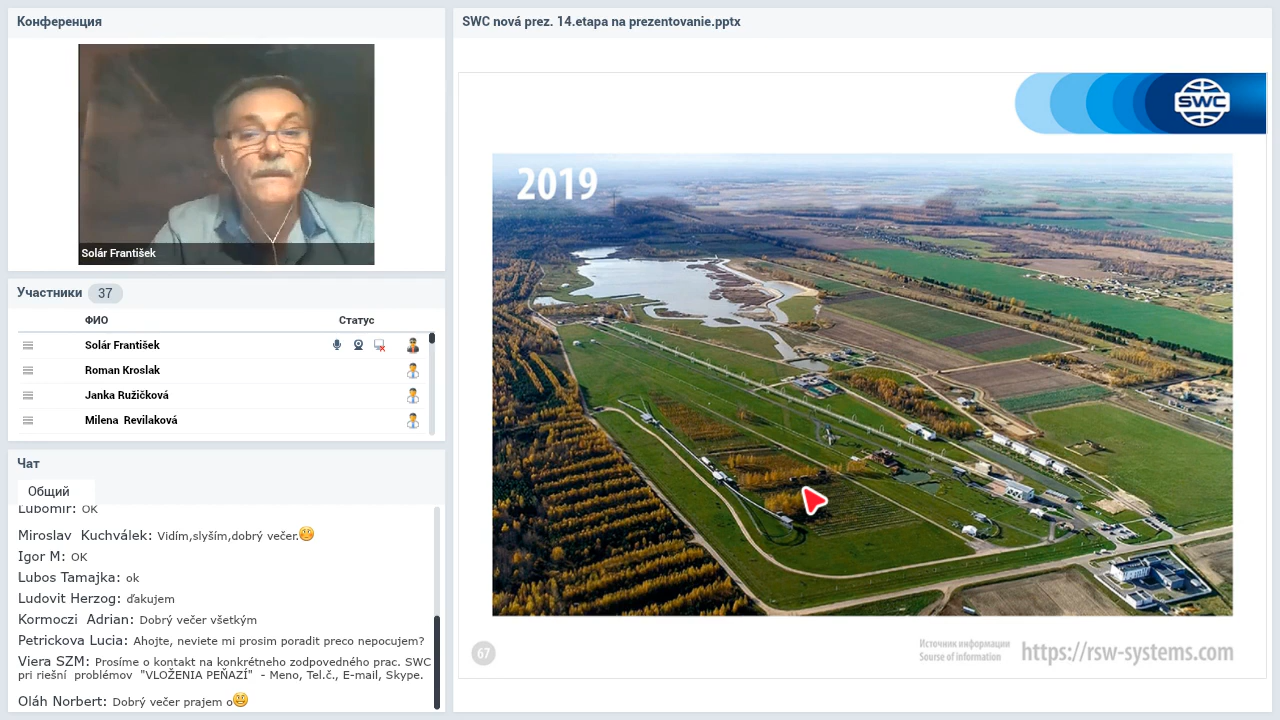 Конференция
Solár František
Участники 37
ФИО Статус
Solár František
Roman Kroslak
Janka Ružičková
Milena Revilaková
Чат
Общий
Lubomir: OK
Miroslav Kuchválek: Vidím,slyším,dobrý večer.
Igor M: OK
Lubos Tamajka: ok
Ludovit Herzog: ďakujem
Kormoczi Adrian: Dobrý večer všetkým
Petrickova Lucia: Ahojte, neviete mi prosim poradit preco nepocujem?
Viera SZM: Prosíme o kontakt na konkrétneho zodpovedného prac. SWC
pri riešní problémov "VLOŽENIA PEŇAZÍ" - Meno, Tel.č., E-mail, Skype.
Oláh Norbert: Dobrý večer prajem o
SWC nová prez. 14.etapa na prezentovanie.pptx
SWC
2019
67
Источник информации
Sourse of information
https://rsw-systems.com